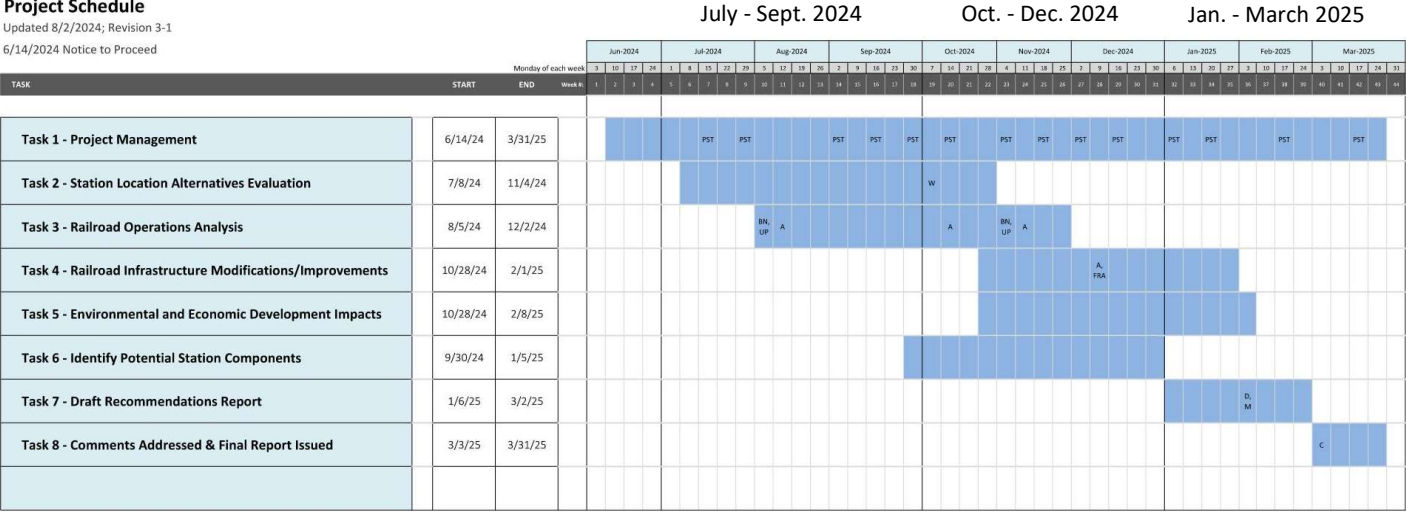 Project Schedule
July - Sept. 2024 Oct. - Dec. 2024 Jan. - March 2025
Updated 8/2/2024; Revision 3-1
6/14/2024 Notice to Proceed
Jun-2024 Jul-2024 Aug-2024 Sep-2024 Oct-2024 Nov-2024 Dec-2024 Jan-2025 Feb-2025 Mar-2025
Monday of each week 3 10 17 24 1 8 15 22 29 5 12 19 26 2 9 16 23 30 7 14 21 28 4 11 18 25 2 9 16 23 30 6 13 20 27 3 10 17 24 3 10 17 24 31
TASK START END Week #: 1 2 3 4 5 6 7 8 9 10 11 12 13 14 15 16 17 18 19 20 21 22 23 24 25 26 27 28 29 30 31 32 33 34 35 36 37 38 39 40 41 42 43 44
Task 1 - Project Management 6/14/24 3/31/25 PST PST PST PST PST PST PST PST PST PST PST PST PST PST
Task 2 - Station Location Alternatives Evaluation 7/8/24 11/4/24 W
Task 3 - Railroad Operations Analysis 8/5/24 12/2/24 BN, UP A A BN, UP A
Task 4 - Railroad Infrastructure Modifications/Improvements 10/28/24 2/1/25 A, FRA
Task 5 - Environmental and Economic Development Impacts 10/28/24 2/8/25
Task 6 - Identify Potential Station Components 9/30/24 1/5/25
Task 7 - Draft Recommendations Report 1/6/25 3/2/25 D, M
Task 8 - Comments Addressed & Final Report Issued 3/3/25 3/31/25 C